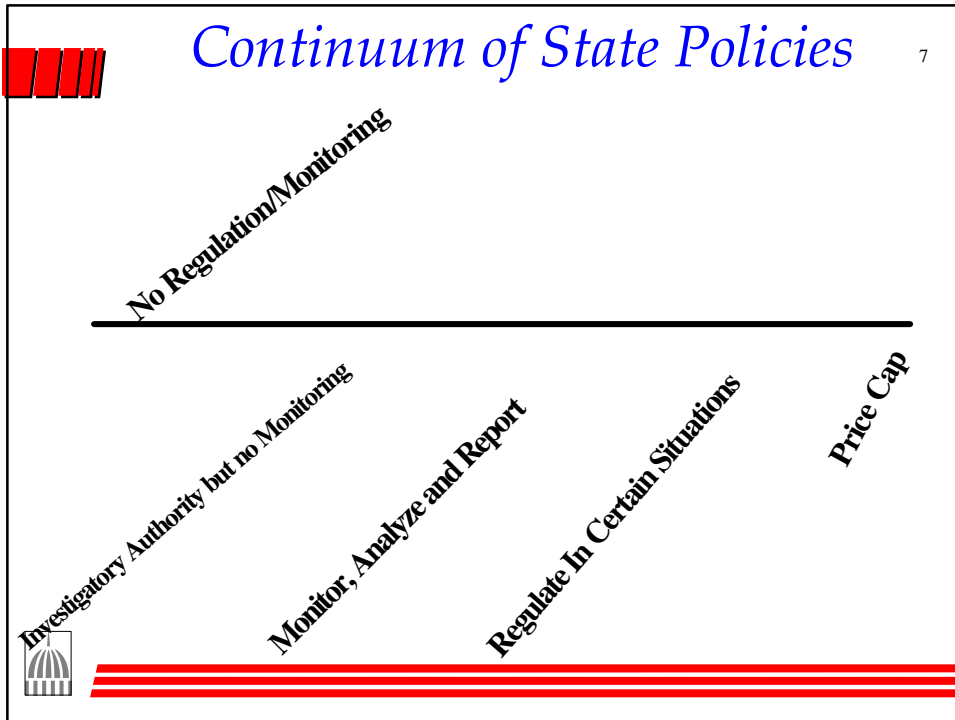 Continuum of State Policies
7
No Regulation/Monitoring
Investigatory Authority but no Monitoring
Monitor, Analyze and Report
Regulate In Certain Situations
Price Cap